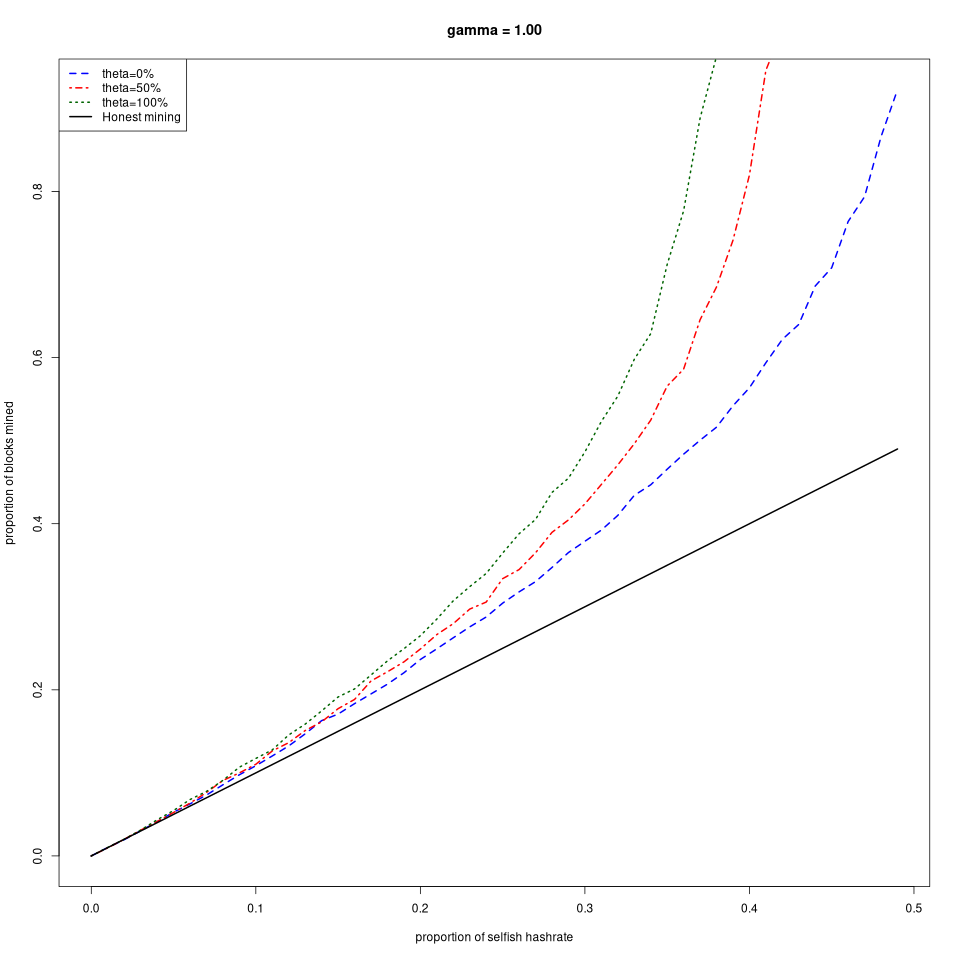 gamma = 1.00
theta=0%
theta=50%
theta=100%
Honest mining
proportion of blocks mined
0.8
0.6
0.4
0.2
0.0
0.0 0.1 0.2 0.3 0.4 0.5
proportion of selfish hashrate